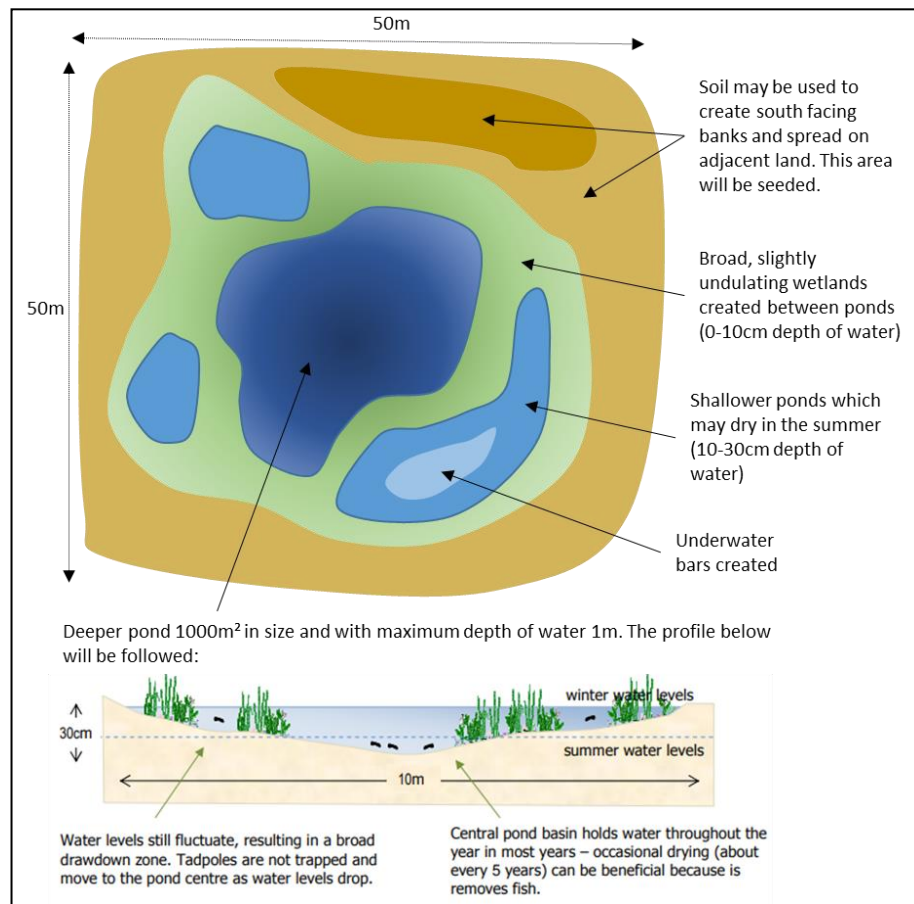 50m
Soil may be used to
create south facing
banks and spread on
adjacent land. This area
will be seeded.
Broad, slightly
undulating wetlands
created between ponds
(0-10cm depth of water)
50m
Shallower ponds which
may dry in the summer
(10-30cm depth of
water)
Underwater
bars created
Deeper pond 1000m² in size and with maximum depth of water 1m. The profile below
will be followed:
winter water levels
30cm
summer water levels
10m
Water levels still fluctuate, resulting in a broad
drawdown zone. Tadpoles are not trapped and
move to the pond centre as water levels drop.
Central pond basin holds water throughout the
year in most years – occasional drying (about
every 5 years) can be beneficial because is
removes fish.